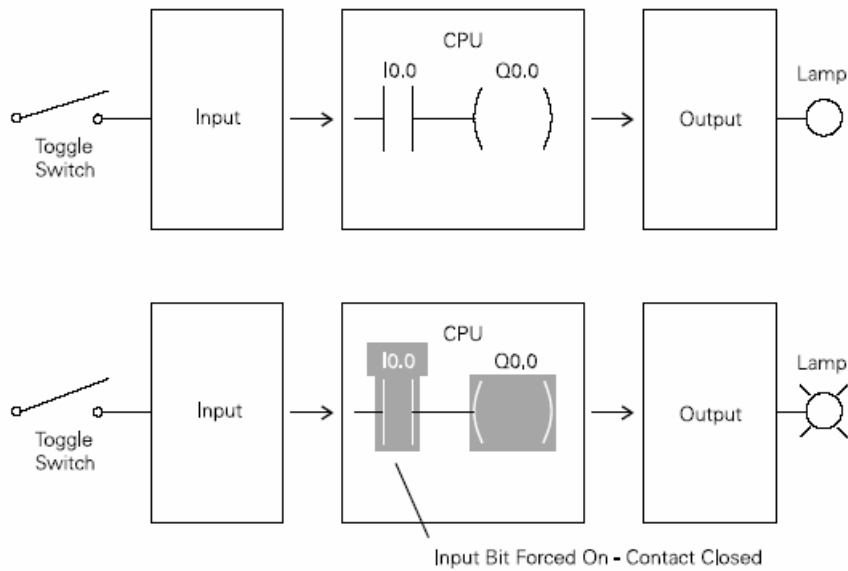 CPU
I0.0 Q0.0
Lamp
Input
Output
Toggle
Switch
CPU
I0.0 Q0,0
Lamp
Input
Output
Toggle
Switch
Input Bit Forced On - Contact Closed